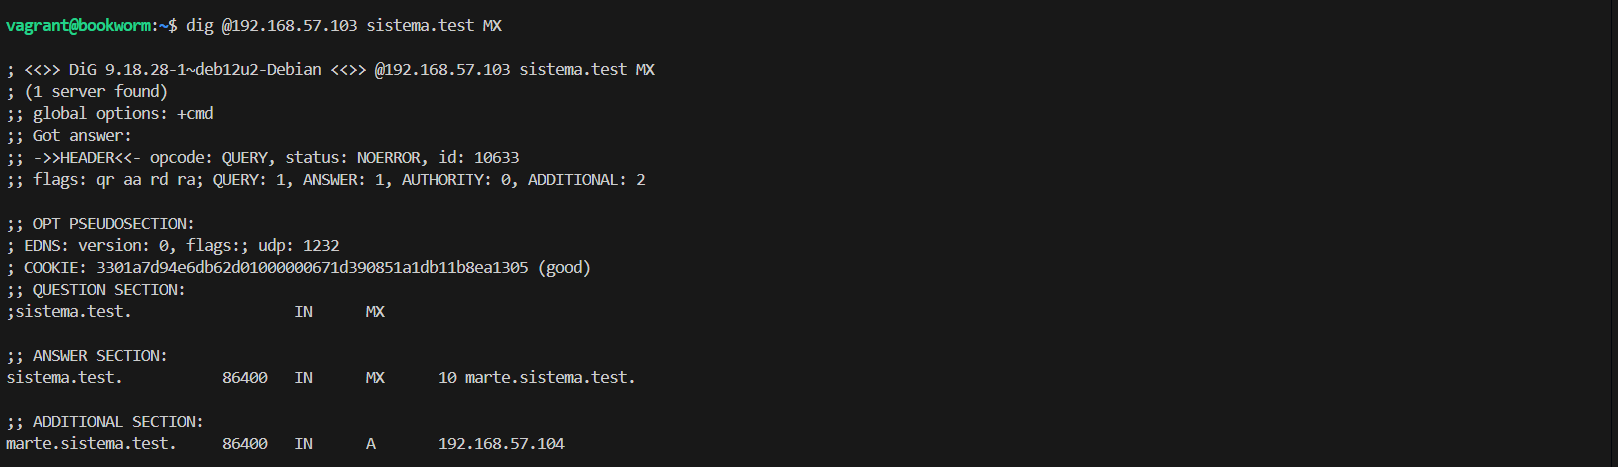 vagrant@bookworm:~$ dig @192.168.57.103 sistema.test MX
; <<>> DiG 9.18.28-1~deb12u2-Debian <<>> @192.168.57.103 sistema.test MX
; (1 server found)
;; global options: +cmd
;; Got answer:
;; ->>HEADER<<- opcode: QUERY, status: NOERROR, id: 10633
;; flags: qr aa rd ra; QUERY: 1, ANSWER: 1, AUTHORITY: 0, ADDITIONAL: 2
;; OPT PSEUDOSECTION:
; EDNS: version: 0, flags:; udp: 1232
; COOKIE: 3301a7d94e6db62d01000000671d390851a1db11b8ea1305 (good)
;; QUESTION SECTION:
;sistema.test. IN MX
;; ANSWER SECTION:
sistema.test. 86400 IN MX 10 marte.sistema.test.
;; ADDITIONAL SECTION:
marte.sistema.test. 86400 IN A 192.168.57.104